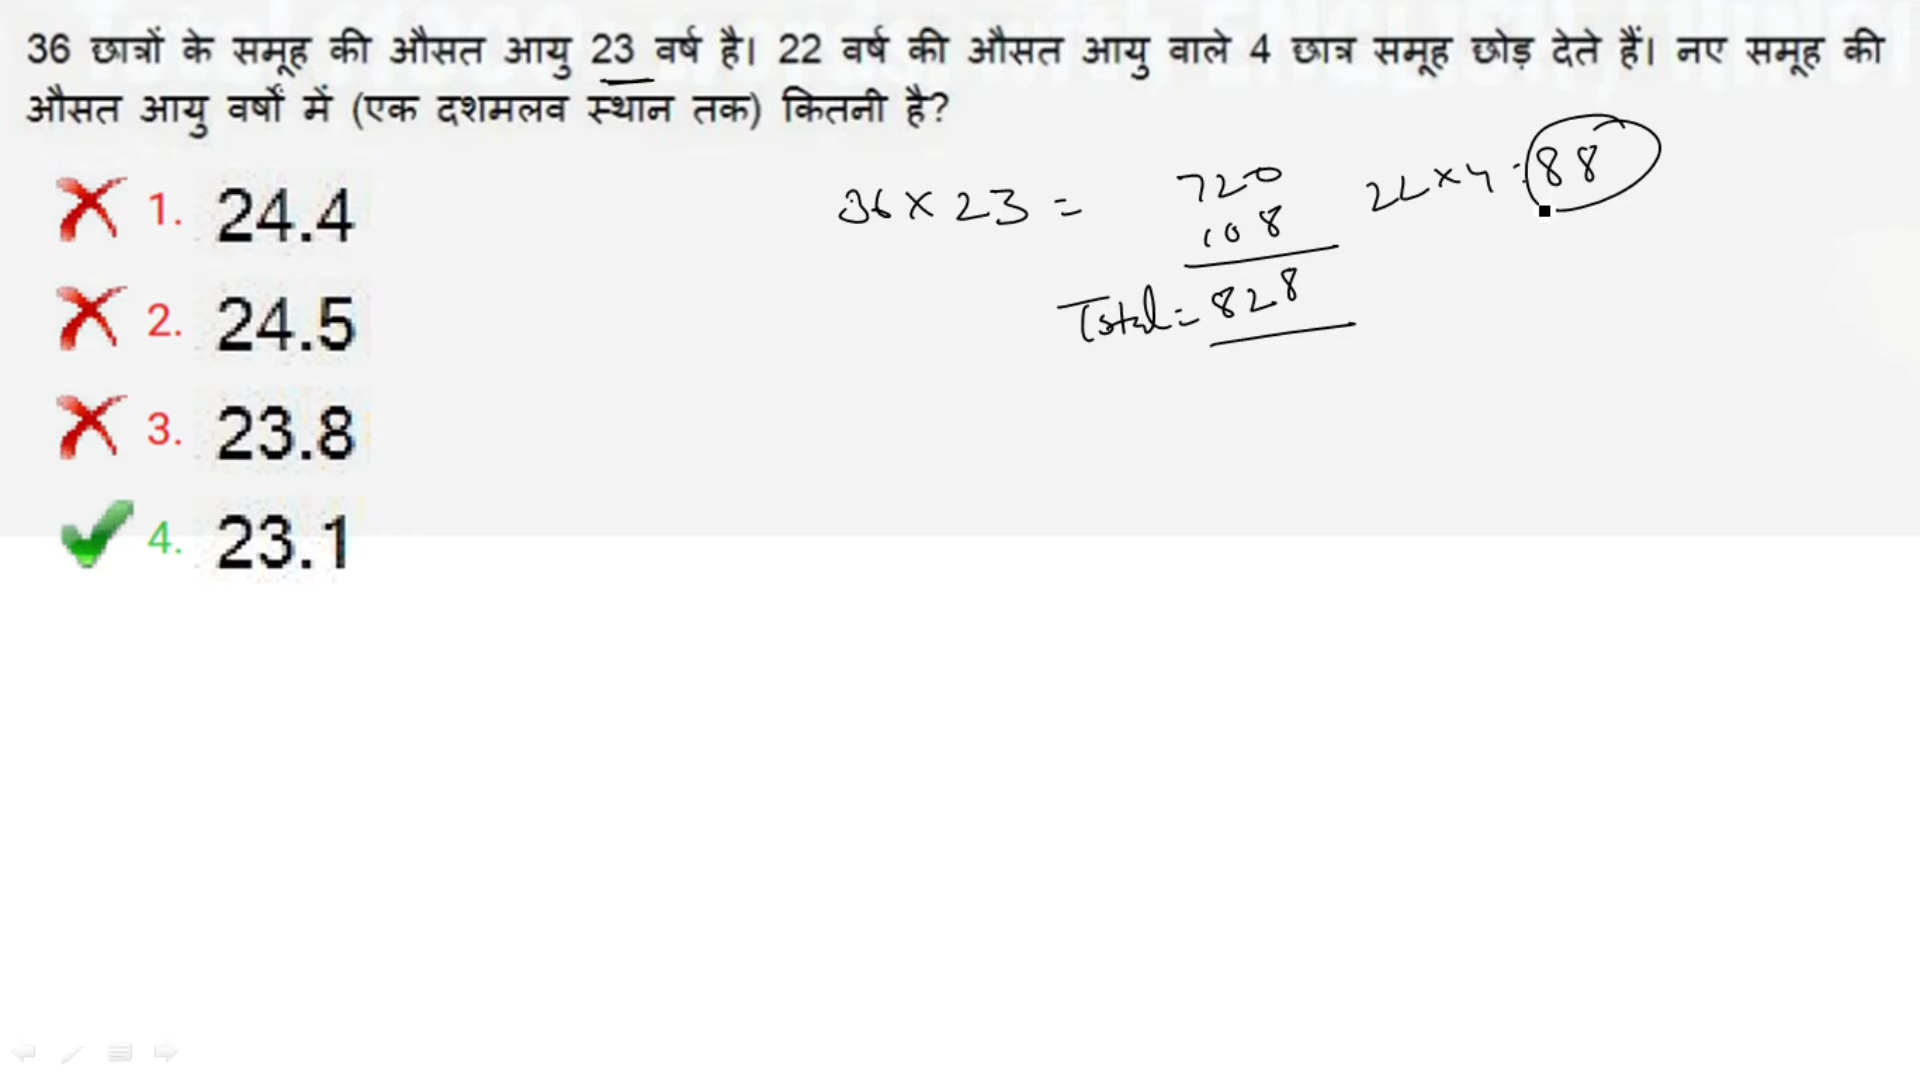 36 छात्रों के समूह की औसत आयु 23 वर्ष है। 22 वर्ष की औसत आयु वाले 4 छात्र समूह छोड़ देते हैं। नए समूह की
औसत आयु वर्षों में (एक दशमलव स्थान तक) कितनी है?
1. 24.4
2. 24.5
3. 23.8
4. 23.1
36 × 23 =
720
108
Total = 828
22 × 4 = 88